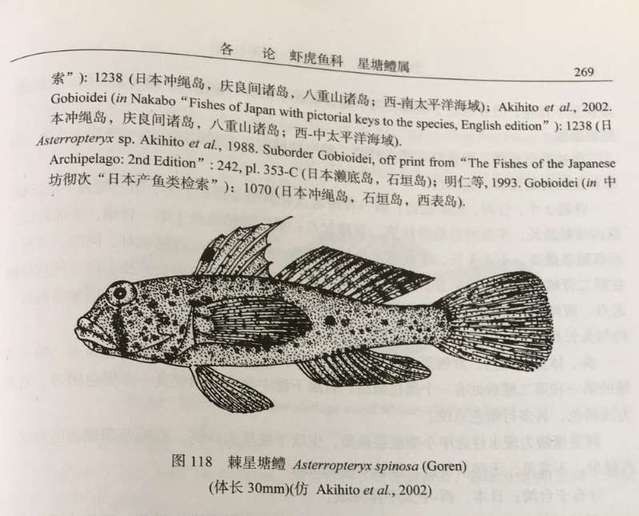 各 论 虾虎鱼科 星塘鳢属 269
索”): 1238 (日本冲绳岛，庆良间诸岛，八重山诸岛；西-南太平洋海域); Akihito et al., 2002.
Gobioidei (in Nakabo “Fishes of Japan with pictorial keys to the species, English edition”): 1238 (日
本冲绳岛，庆良间诸岛，八重山诸岛；西-中太平洋海域).
Asterropteryx sp. Akihito et al., 1988. Suborder Gobioidei, off print from “The Fishes of the Japanese
Archipelago: 2nd Edition”: 242, pl. 353-C (日本濑底岛，石垣岛)；明仁等, 1993. Gobioidei (in 中
坊彻次 “日本产鱼类检索”): 1070 (日本冲绳岛，石垣岛，西表岛).
图 118 棘星塘鳢 Asterropteryx spinosa (Goren)
(体长 30mm)(仿 Akihito et al., 2002)